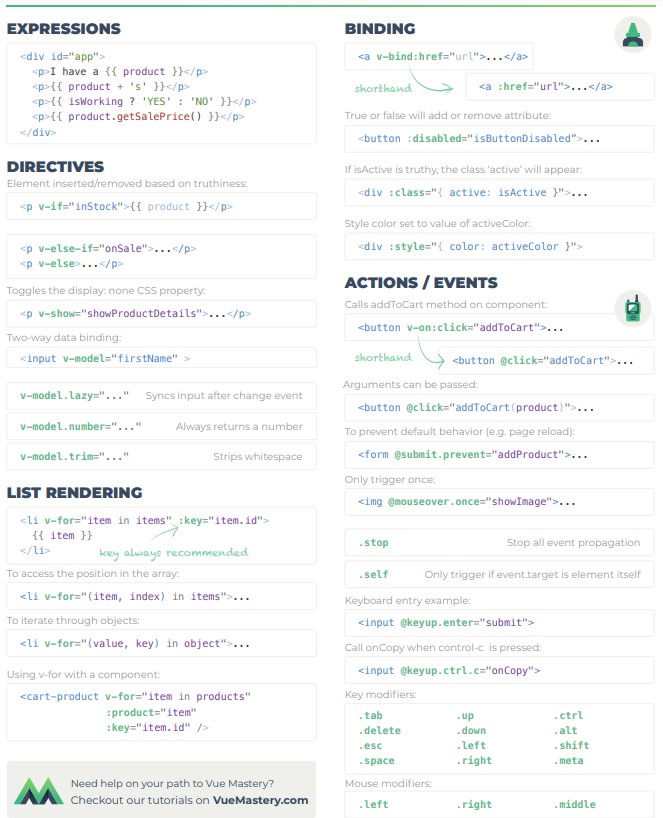 EXPRESSIONS
<div id="app">
<p>I have a {{ product }}</p>
<p>{{ product + 's' }}</p>
<p>{{ isWorking ? 'YES' : 'NO' }}</p>
<p>{{ product.getSalePrice() }}</p>
</div>
DIRECTIVES
Element inserted/removed based on truthiness:
<p v-if="inStock">{{ product }}</p>
<p v-else-if="onSale">...</p>
<p v-else>...</p>
Toggles the display: none CSS property:
<p v-show="showProductDetails">...</p>
Two-way data binding:
<input v-model="firstName" >
v-model.lazy="..." Syncs input after change event
v-model.number="..." Always returns a number
v-model.trim="..." Strips whitespace
LIST RENDERING
<li v-for="item in items" :key="item.id">
{{ item }}
</li>
key always recommended
To access the position in the array:
<li v-for="(item, index) in items">...
To iterate through objects:
<li v-for="(value, key) in object">...
Using v-for with a component:
<cart-product v-for="item in products"
:product="item"
:key="item.id" />
Need help on your path to Vue Mastery?
Checkout our tutorials on VueMastery.com
BINDING
<a v-bind:href="url">...</a>
shorthand
<a :href="url">...</a>
True or false will add or remove attribute:
<button :disabled="isButtonDisabled”>...
If isActive is truthy, the class ‘active’ will appear:
<div :class="{ active: isActive }">...
Style color set to value of activeColor:
<div :style="{ color: activeColor }">
ACTIONS / EVENTS
Calls addToCart method on component:
<button v-on:click="addToCart">...
shorthand
<button @click="addToCart">...
Arguments can be passed:
<button @click="addToCart(product)">...
To prevent default behavior (e.g. page reload):
<form @submit.prevent="addProduct">...
Only trigger once:
<img @mouseover.once="showImage">...
.stop Stop all event propagation
.self Only trigger if event.target is element itself
Keyboard entry example:
<input @keyup.enter="submit">
Call onCopy when control-c is pressed:
<input @keyup.ctrl.c="onCopy">
Key modifiers:
.tab .up .ctrl
.delete .down .alt
.esc .left .shift
.space .right .meta
Mouse modifiers:
.left .right .middle